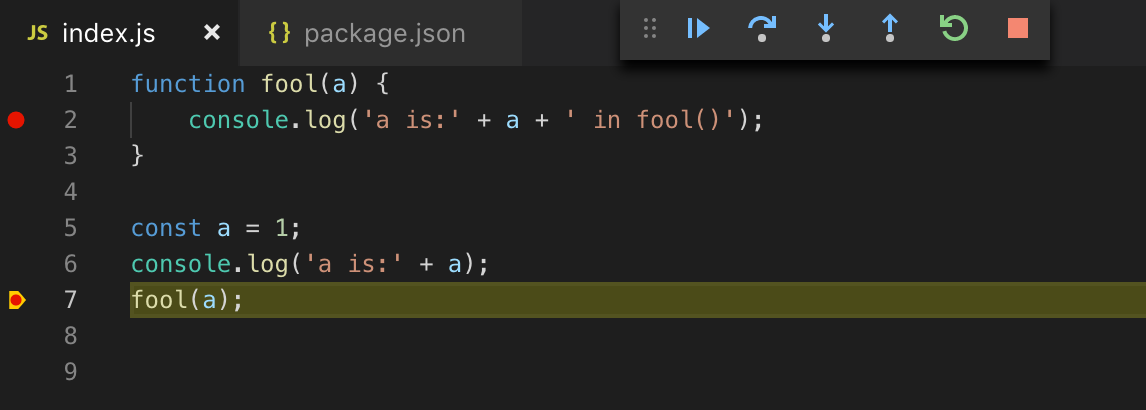 JS index.js × {} package.json
1 function fool(a) {
2     console.log('a is:' + a + ' in fool()');
3 }
4
5 const a = 1;
6 console.log('a is:' + a);
7 fool(a);
8
9